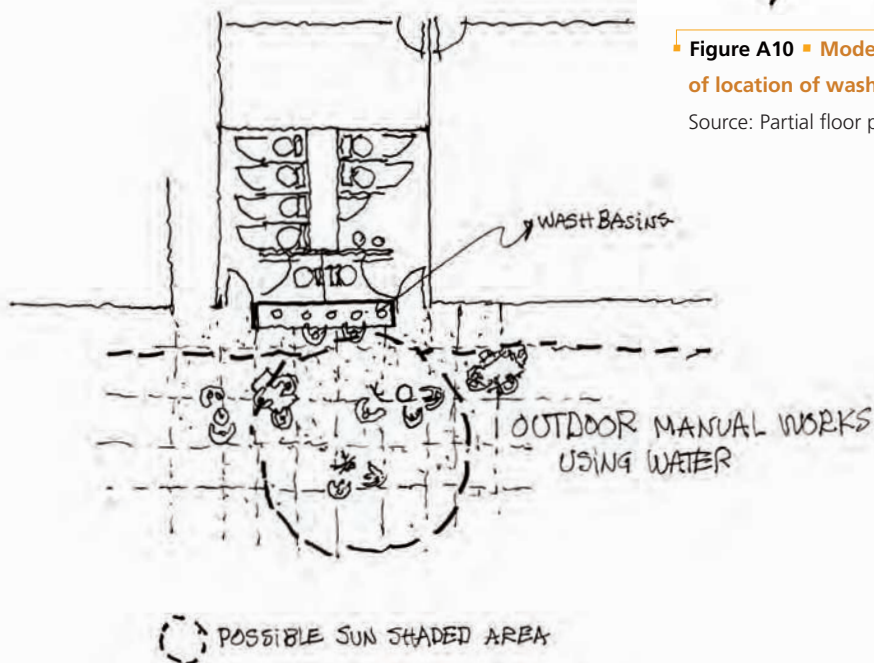 Figure A10 ▪ Mode
of location of wash
Source: Partial floor p
WASH BASINS
OUTDOOR MANUAL WORKS
USING WATER
POSSIBLE SUN SHADED AREA